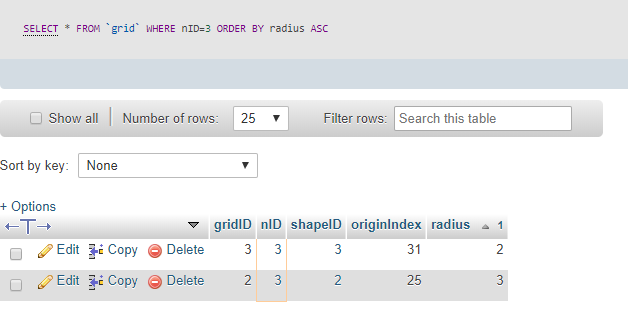 SELECT * FROM `grid` WHERE nID=3 ORDER BY radius ASC
Show all Number of rows: 25 Filter rows: Search this table
Sort by key: None
+ Options
gridID nID shapeID originIndex radius 1
Edit Copy Delete 3 3 3 31 2
Edit Copy Delete 2 3 2 25 3